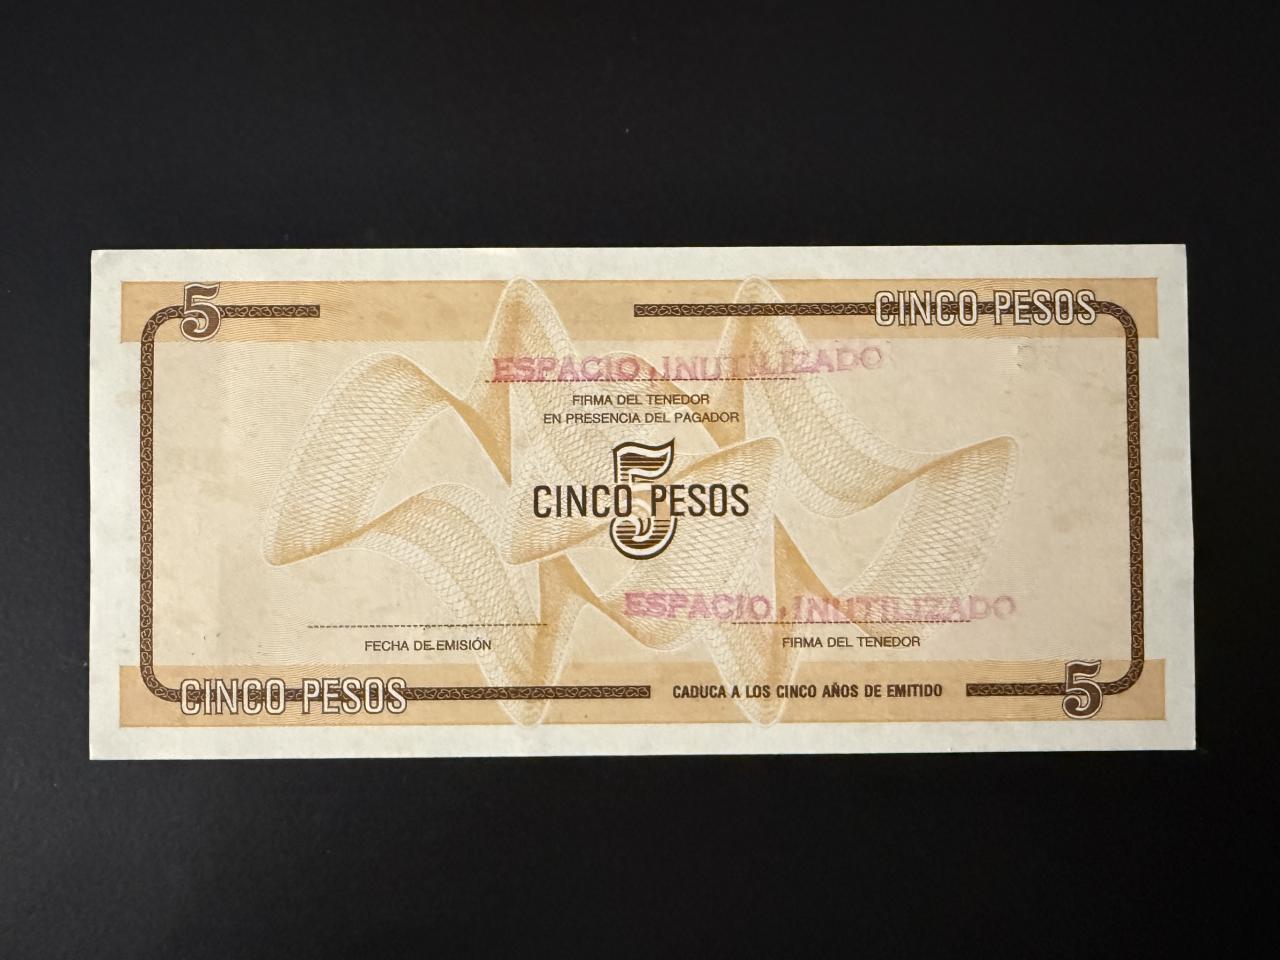 5
CINCO PESOS
ESPACIO INUTILIZADO
FIRMA DEL TENEDOR
EN PRESENCIA DEL PAGADOR
5
CINCO PESOS
ESPACIO INUTILIZADO
FECHA DE EMISIÓN
FIRMA DEL TENEDOR
CINCO PESOS
CADUCA A LOS CINCO AÑOS DE EMITIDO
5